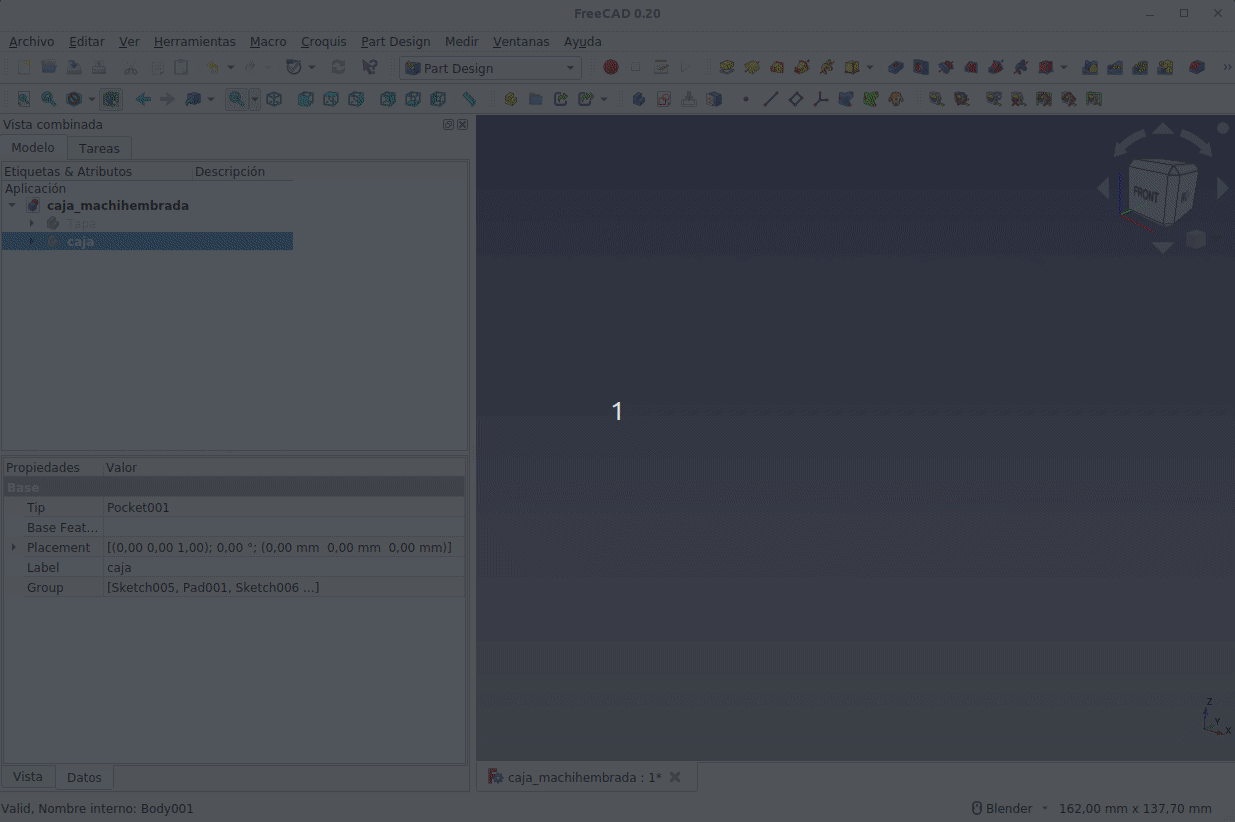 FreeCAD 0.20
Archivo Editar Ver Herramientas Macro Croquis Part Design Medir Ventanas Ayuda
Part Design
Vista combinada
Modelo Tareas
Etiquetas & Atributos Descripción
Aplicación
caja_machihembrada
Tapa
caja
FRONT
1
Propiedades Valor
Base
Tip Pocket001
Base Feat...
Placement [(0,00 0,00 1,00); 0,00 °; (0,00 mm 0,00 mm 0,00 mm)]
Label caja
Group [Sketch005, Pad001, Sketch006 ...]
Z
Y
X
Vista Datos
caja_machihembrada : 1*
Valid, Nombre interno: Body001
Blender
162,00 mm x 137,70 mm